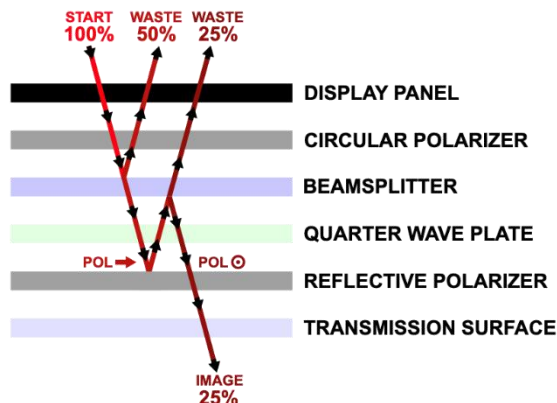 START
100%
WASTE
50%
WASTE
25%
DISPLAY PANEL
CIRCULAR POLARIZER
BEAMSPLITTER
QUARTER WAVE PLATE
POL
POL
REFLECTIVE POLARIZER
TRANSMISSION SURFACE
IMAGE
25%